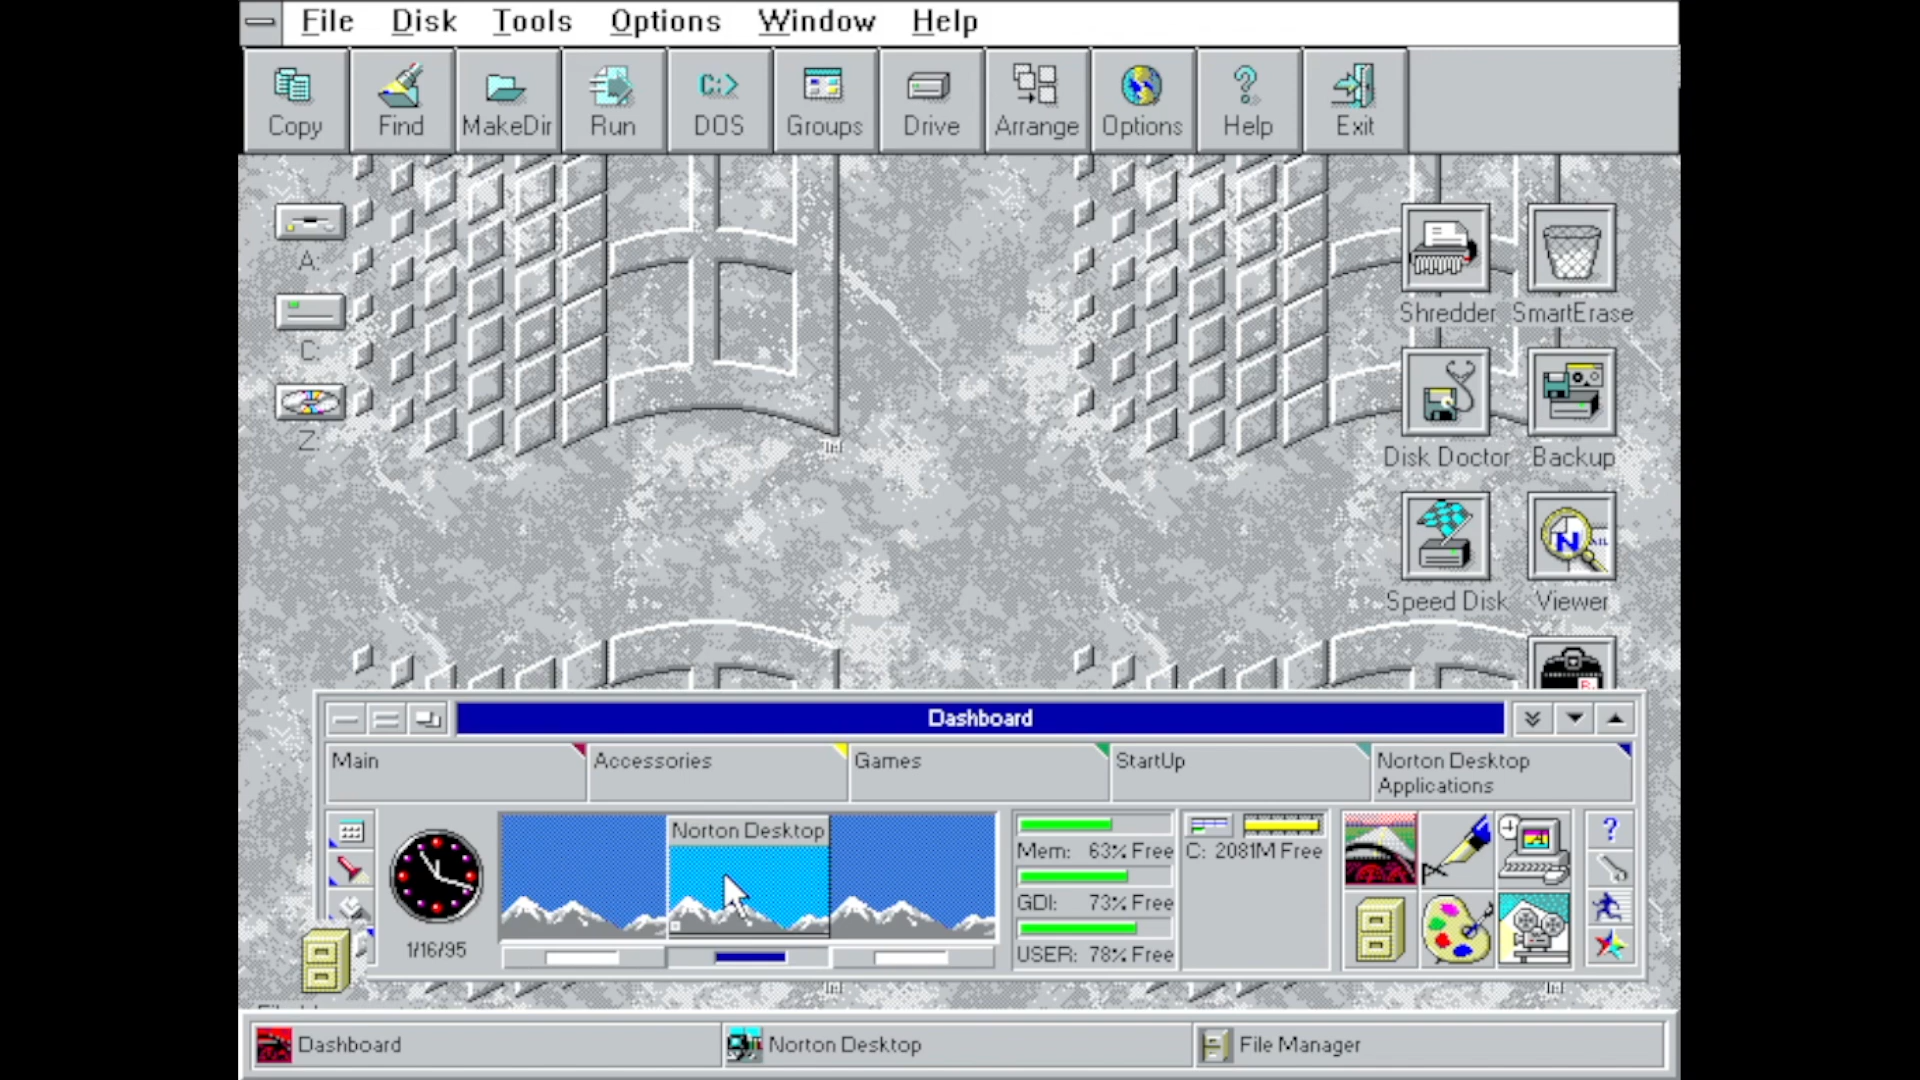 File Disk Tools Options Window Help
Copy Find MakeDir C:> Run DOS Groups Drive Arrange Options Help Exit
A:
C:
Z:
Shredder SmartErase
Disk Doctor Backup
Speed Disk Viewer
Dashboard
Main Accessories Games StartUp Norton Desktop
Applications
Norton Desktop
Mem: 63% Free C: 2081M Free
GDI: 73% Free
USER: 78% Free
1/16/95
Dashboard Norton Desktop File Manager